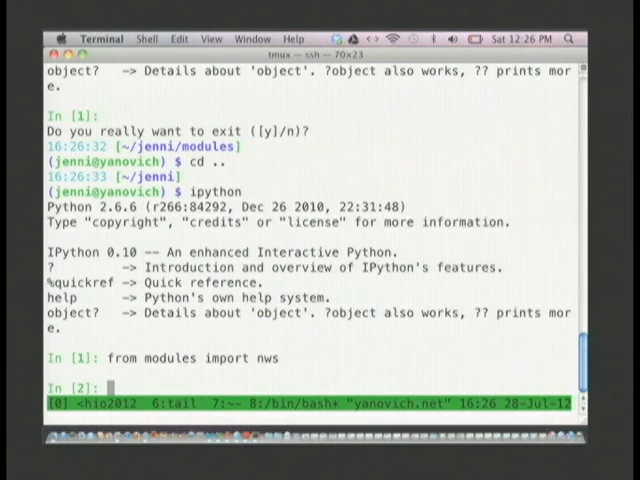 Terminal Shell Edit View Window Help Sat 12:26 PM
tmux — ssh — 70×23
object? -> Details about 'object'. ?object also works, ?? prints mor
e.
In [1]:
Do you really want to exit ([y]/n)?
16:26:32 [~/jenni/modules]
(jenni@yanovich) $ cd ..
16:26:33 [~/jenni]
(jenni@yanovich) $ ipython
Python 2.6.6 (r266:84292, Dec 26 2010, 22:31:48)
Type "copyright", "credits" or "license" for more information.
IPython 0.10 -- An enhanced Interactive Python.
? -> Introduction and overview of IPython's features.
%quickref -> Quick reference.
help -> Python's own help system.
object? -> Details about 'object'. ?object also works, ?? prints mor
e.
In [1]: from modules import nws
In [2]:
[0] <hio2012 6:tail 7:~- 8:/bin/bash* "yanovich.net" 16:26 28-Jul-12